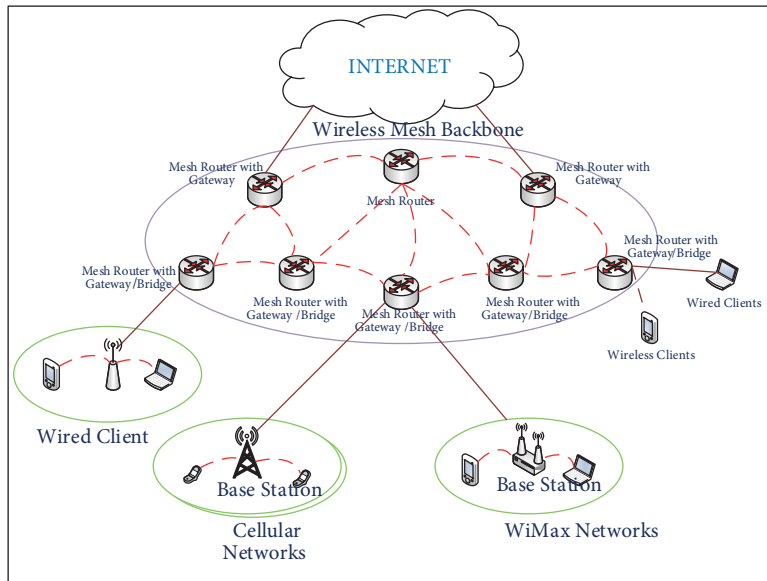 INTERNET
Wireless Mesh Backbone
Mesh Router with
Gateway
Mesh Router
Mesh Router with
Gateway
Mesh Router with
Gateway/Bridge
Mesh Router with
Gateway /Bridge
Mesh Router with
Gateway /Bridge
Mesh Router with
Gateway /Bridge
Mesh Router with
Gateway/Bridge
Wired Clients
Wireless Clients
Wired Client
Base Station
Cellular
Networks
Base Station
WiMax Networks